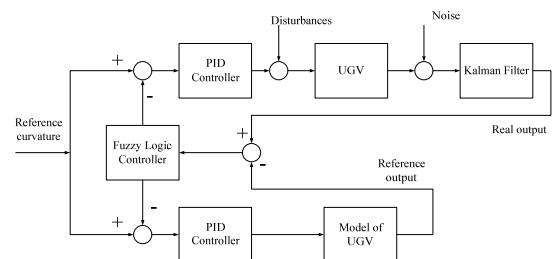 Disturbances
Noise
+
PID
Controller
UGV
Kalman Filter
-
Reference
curvature
Fuzzy Logic
Controller
+
-
Real output
Reference
output
-
+
PID
Controller
Model of
UGV